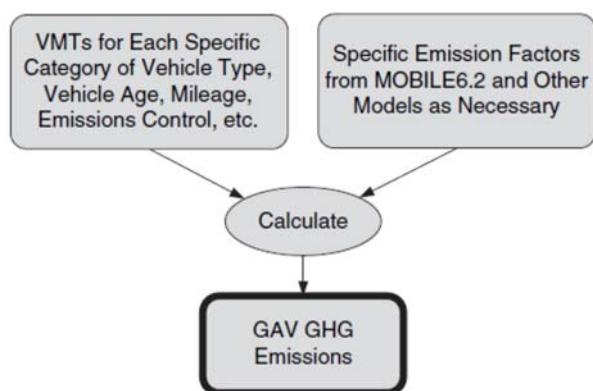 VMTs for Each Specific
Category of Vehicle Type,
Vehicle Age, Mileage,
Emissions Control, etc.
Specific Emission Factors
from MOBILE6.2 and Other
Models as Necessary
Calculate
GAV GHG
Emissions